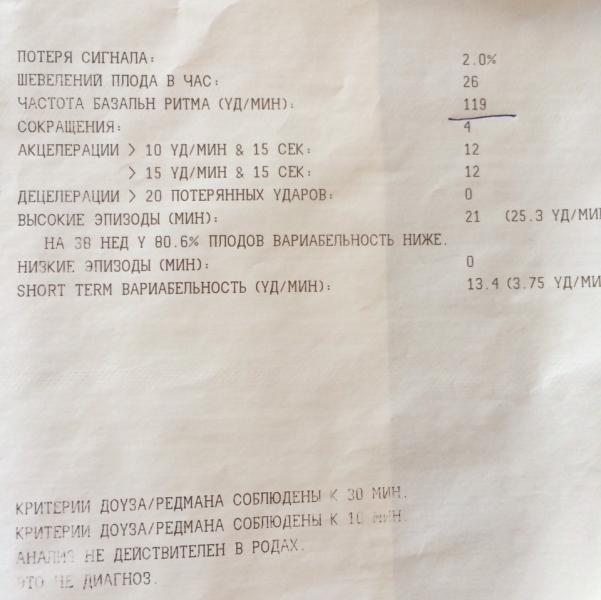 ПОТЕРЯ СИГНАЛА: 2.0%
ШЕВЕЛЕНИЙ ПЛОДА В ЧАС: 26
ЧАСТОТА БАЗАЛЬН РИТМА (УД/МИН): 119
СОКРАЩЕНИЯ: 4
АКЦЕЛЕРАЦИИ > 10 УД/МИН & 15 СЕК: 12
> 15 УД/МИН & 15 СЕК: 12
ДЕЦЕЛЕРАЦИИ > 20 ПОТЕРЯННЫХ УДАРОВ: 0
ВЫСОКИЕ ЭПИЗОДЫ (МИН): 21 (25.3 УД/МИ
НА 38 НЕД У 80.6% ПЛОДОВ ВАРИАБЕЛЬНОСТЬ НИЖЕ.
НИЗКИЕ ЭПИЗОДЫ (МИН): 0
SHORT TERM ВАРИАБЕЛЬНОСТЬ (УД/МИН): 13.4 (3.75 УД/МИ
КРИТЕРИИ ДОУЗА/РЕДМАНА СОБЛЮДЕНЫ К 30 МИН.
КРИТЕРИИ ДОУЗА/РЕДМАНА СОБЛЮДЕНЫ К 10 МИН.
АНАЛИЗ НЕ ДЕЙСТВИТЕЛЕН В РОДАХ.
ЭТО НЕ ДИАГНОЗ.